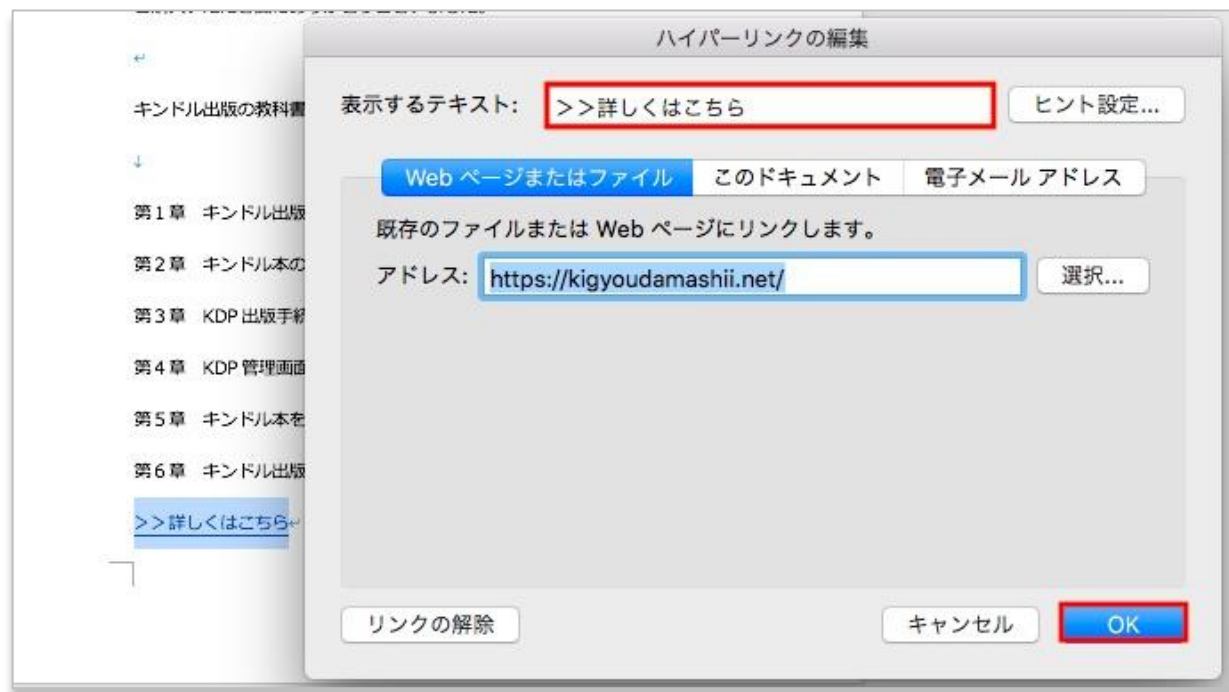 ハイパーリンクの編集
表示するテキスト:
>>詳しくはこちら
ヒント設定...
Web ページまたはファイル
このドキュメント
電子メール アドレス
既存のファイルまたは Web ページにリンクします。
アドレス:
https://kigyoudamashii.net/
選択...
リンクの解除
キャンセル
OK
キンドル出版の教科書
↓
第1章 キンドル出版
第2章 キンドル本の
第3章 KDP 出版手続
第4章 KDP 管理画面
第5章 キンドル本を
第6章 キンドル出版
>>詳しくはこちら